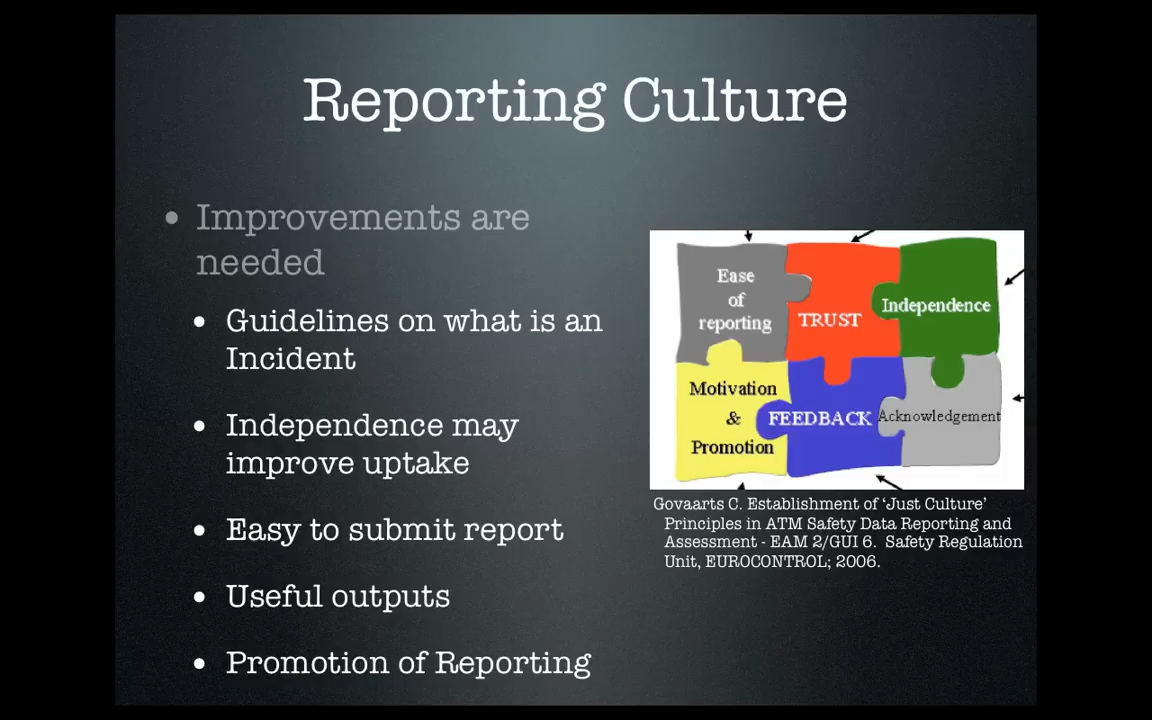 Reporting Culture
• Improvements are
needed
• Guidelines on what is an
Incident
• Independence may
improve uptake
• Easy to submit report
• Useful outputs
• Promotion of Reporting
Ease
of
reporting
TRUST
Independence
Motivation
&
Promotion
FEEDBACK
Acknowledgement
Govaarts C. Establishment of ‘Just Culture’
Principles in ATM Safety Data Reporting and
Assessment - EAM 2/GUI 6. Safety Regulation
Unit, EUROCONTROL; 2006.